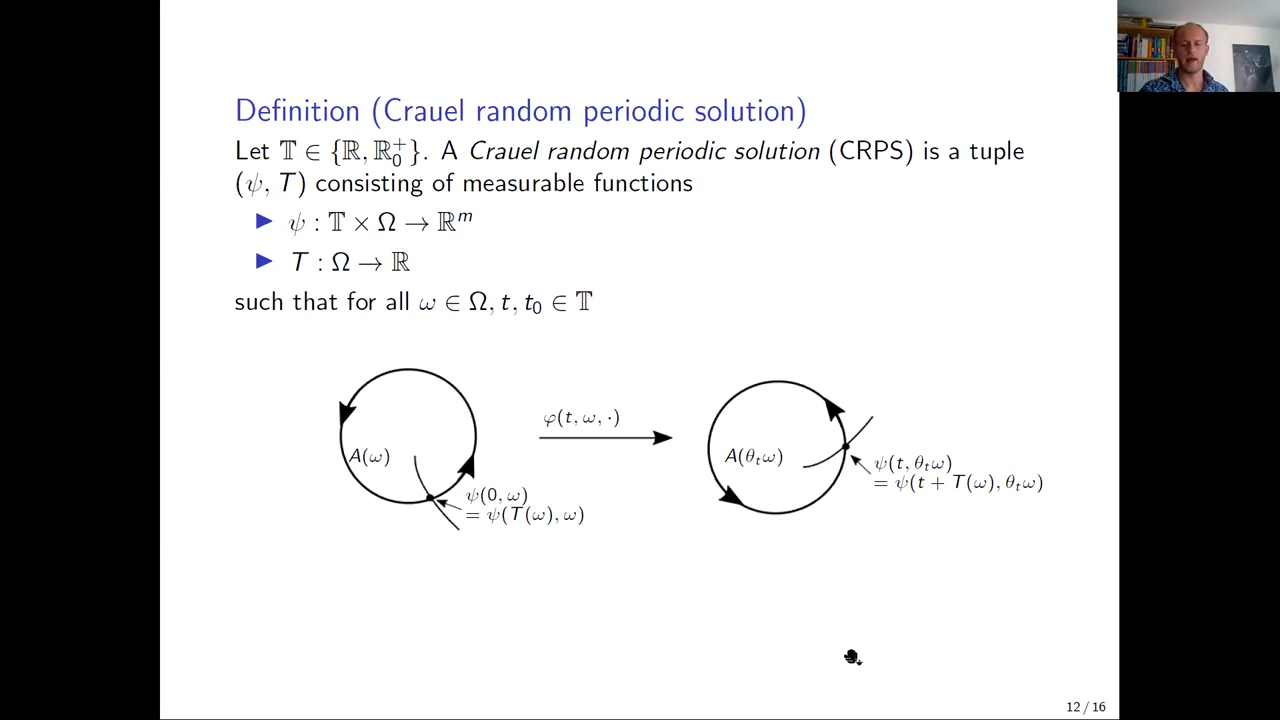 Definition (Crauel random periodic solution)
Let 𝕋 ∈ {ℝ, ℝ₀⁺}. A Crauel random periodic solution (CRPS) is a tuple
(ψ, T) consisting of measurable functions
▶ ψ : 𝕋 × Ω → ℝᵐ
▶ T : Ω → ℝ
such that for all ω ∈ Ω, t, t₀ ∈ 𝕋
φ(t, ω, ·)
A(ω)
ψ(0, ω)
= ψ(T(ω), ω)
A(θₜω)
ψ(t, θₜω)
= ψ(t + T(ω), θₜω)
12 / 16